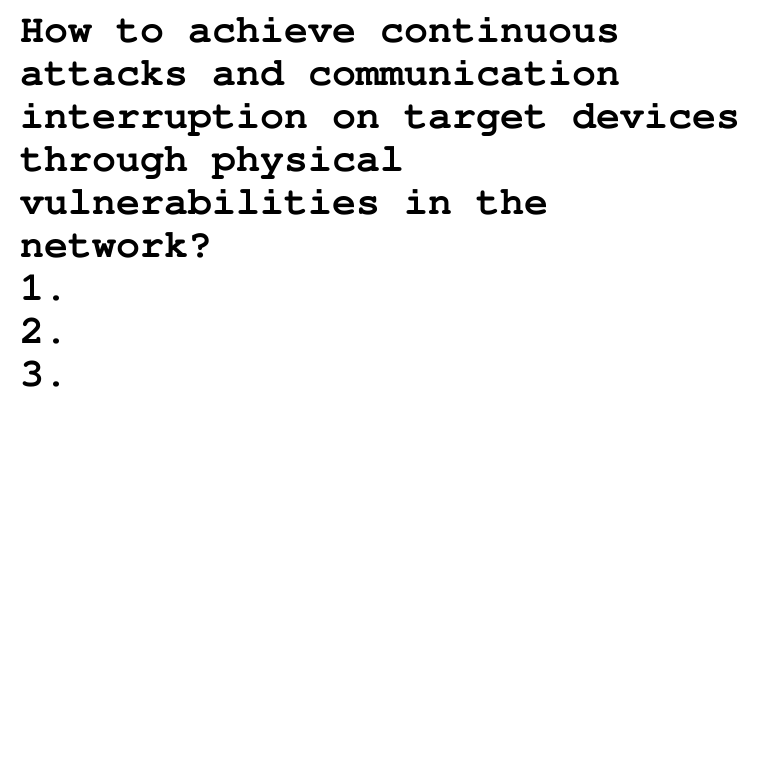 How to achieve continuous
attacks and communication
interruption on target devices
through physical
vulnerabilities in the
network?
1.
2.
3.